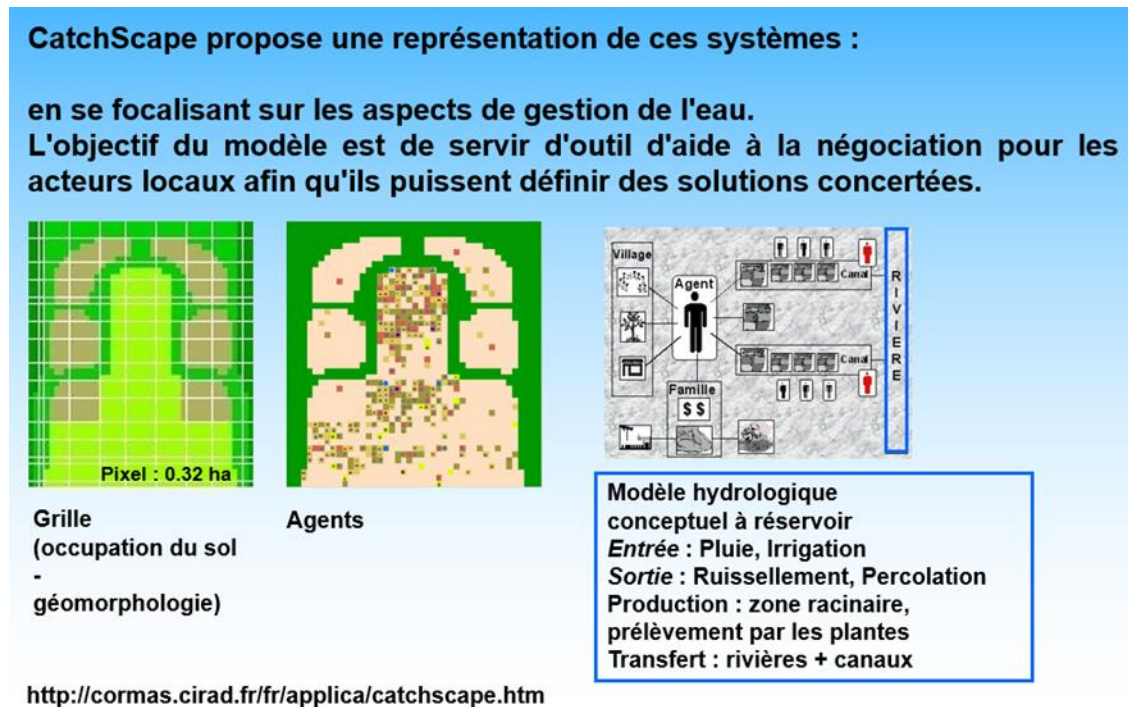 CatchScape propose une représentation de ces systèmes :
en se focalisant sur les aspects de gestion de l'eau.
L'objectif du modèle est de servir d'outil d'aide à la négociation pour les
acteurs locaux afin qu'ils puissent définir des solutions concertées.
Pixel : 0.32 ha
Grille
(occupation du sol
-
géomorphologie)
Agents
Village
Agent
Canal
Canal
Famille
$ $
RIVIERE
Modèle hydrologique
conceptuel à réservoir
Entrée : Pluie, Irrigation
Sortie : Ruissellement, Percolation
Production : zone racinaire,
prélèvement par les plantes
Transfert : rivières + canaux
http://cormas.cirad.fr/fr/applica/catchscape.htm